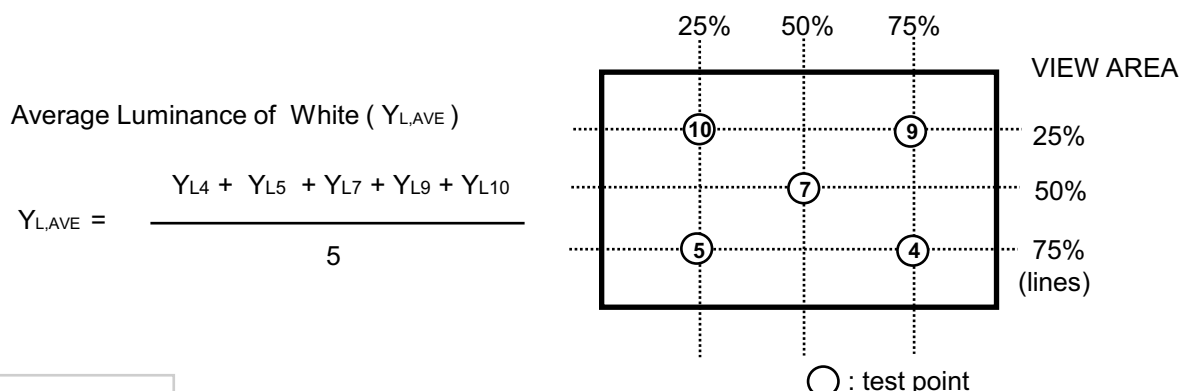 25% 50% 75%
VIEW AREA
Average Luminance of White ( YL,AVE )
10 9 25%
YL4 + YL5 + YL7 + YL9 + YL10
7 50%
YL,AVE =
5
5 4 75%
(lines)
: test point